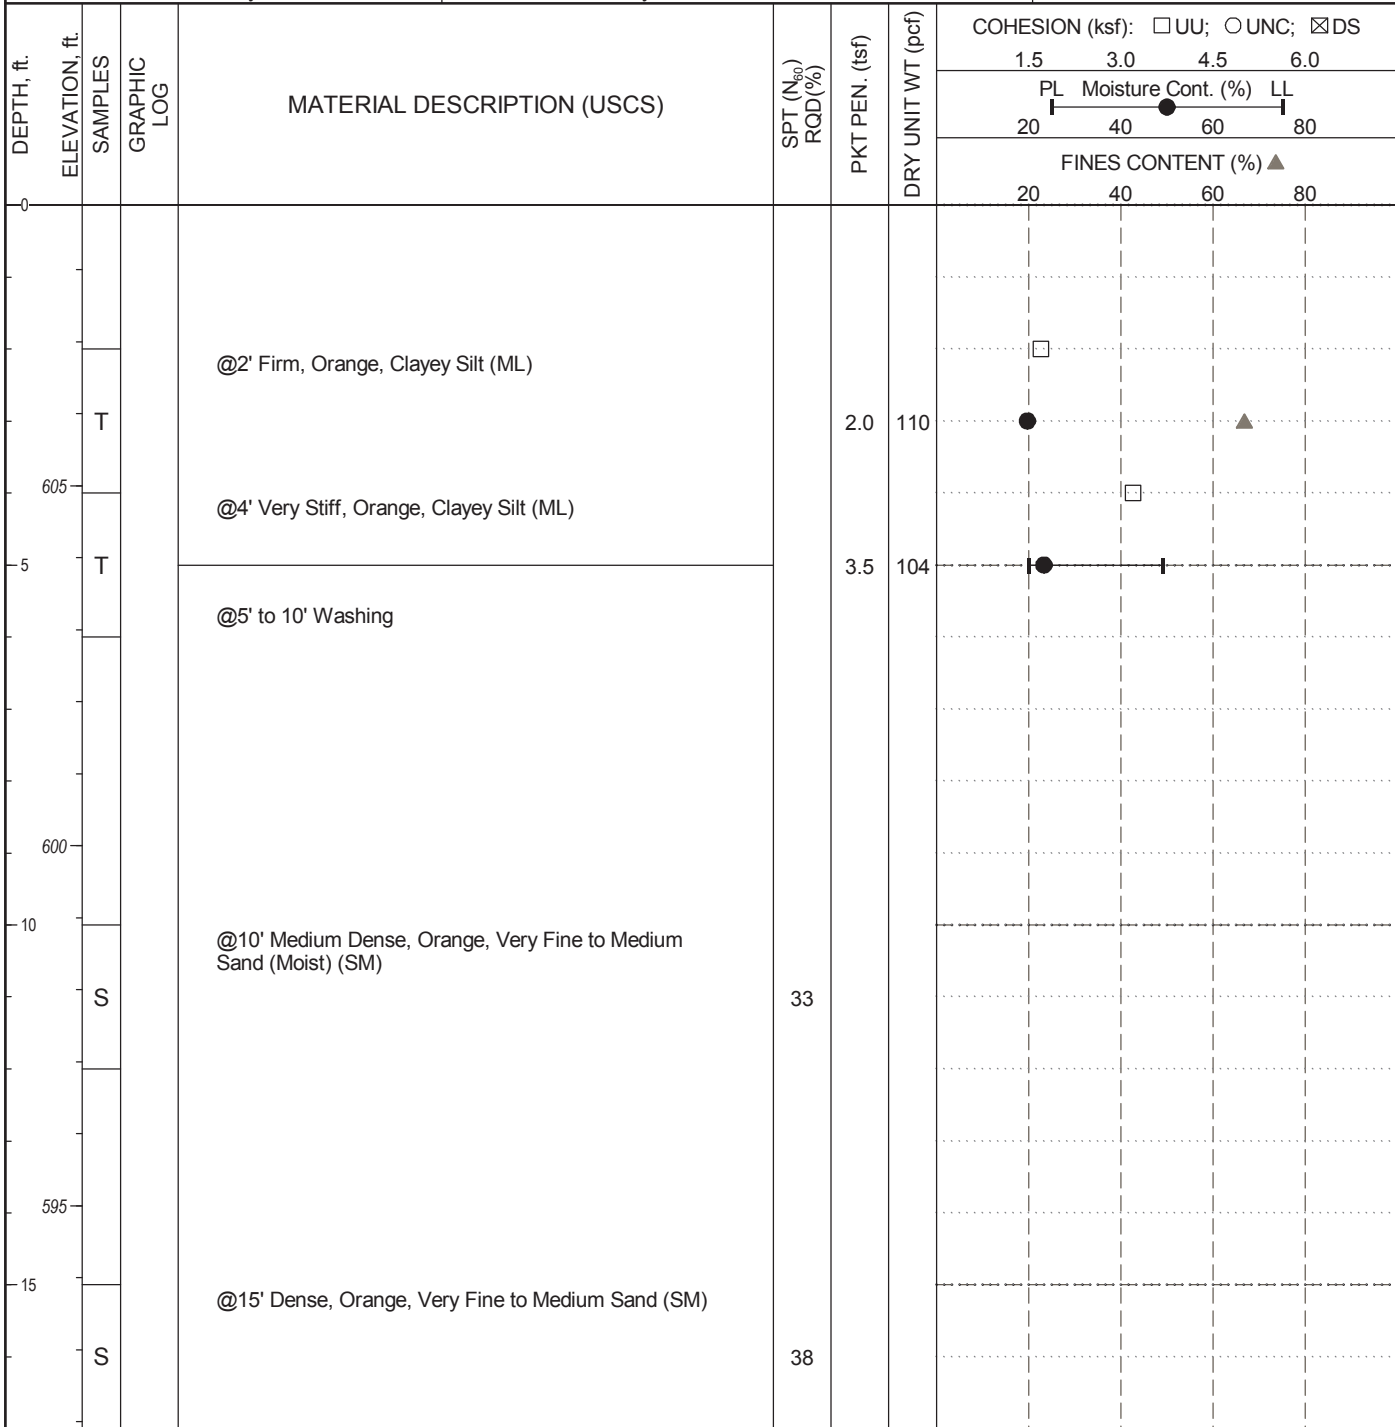 DEPTH, ft.
ELEVATION, ft.
SAMPLES
GRAPHIC
LOG
MATERIAL DESCRIPTION (USCS)
SPT (N60)
RQD(%)
PKT PEN. (tsf)
DRY UNIT WT (pcf)
COHESION (ksf): UU; UNC; DS
1.5 3.0 4.5 6.0
PL Moisture Cont. (%) LL
20 40 60 80
FINES CONTENT (%)
20 40 60 80
0
@2' Firm, Orange, Clayey Silt (ML)
T 2.0 110
605
@4' Very Stiff, Orange, Clayey Silt (ML)
5 T 3.5 104
@5' to 10' Washing
600
10
@10' Medium Dense, Orange, Very Fine to Medium
Sand (Moist) (SM)
S 33
595
15
@15' Dense, Orange, Very Fine to Medium Sand (SM)
S 38